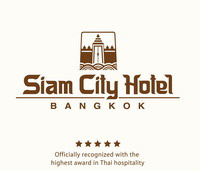 Siam City Hotel
BANGKOK
Officially recognized with the
highest award in Thai hospitality